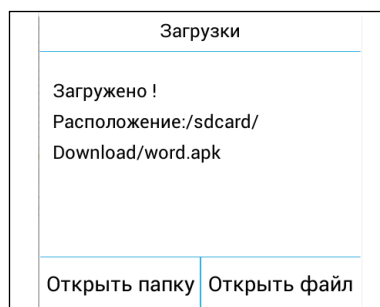 Загрузки
Загружено !
Расположение:/sdcard/
Download/word.apk
Открыть папку Открыть файл